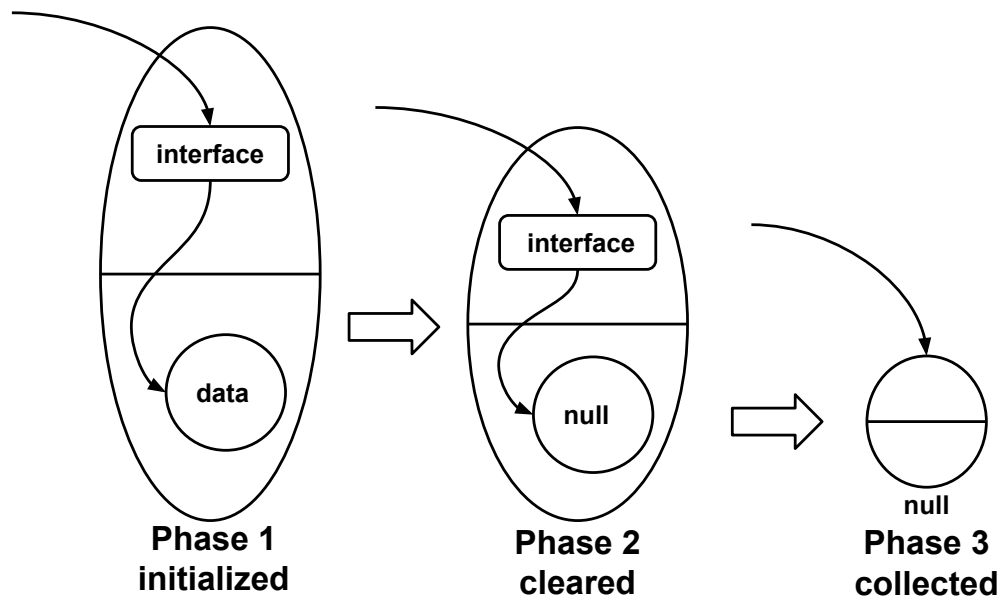 interface
data
Phase 1
initialized
interface
null
Phase 2
cleared
null
Phase 3
collected